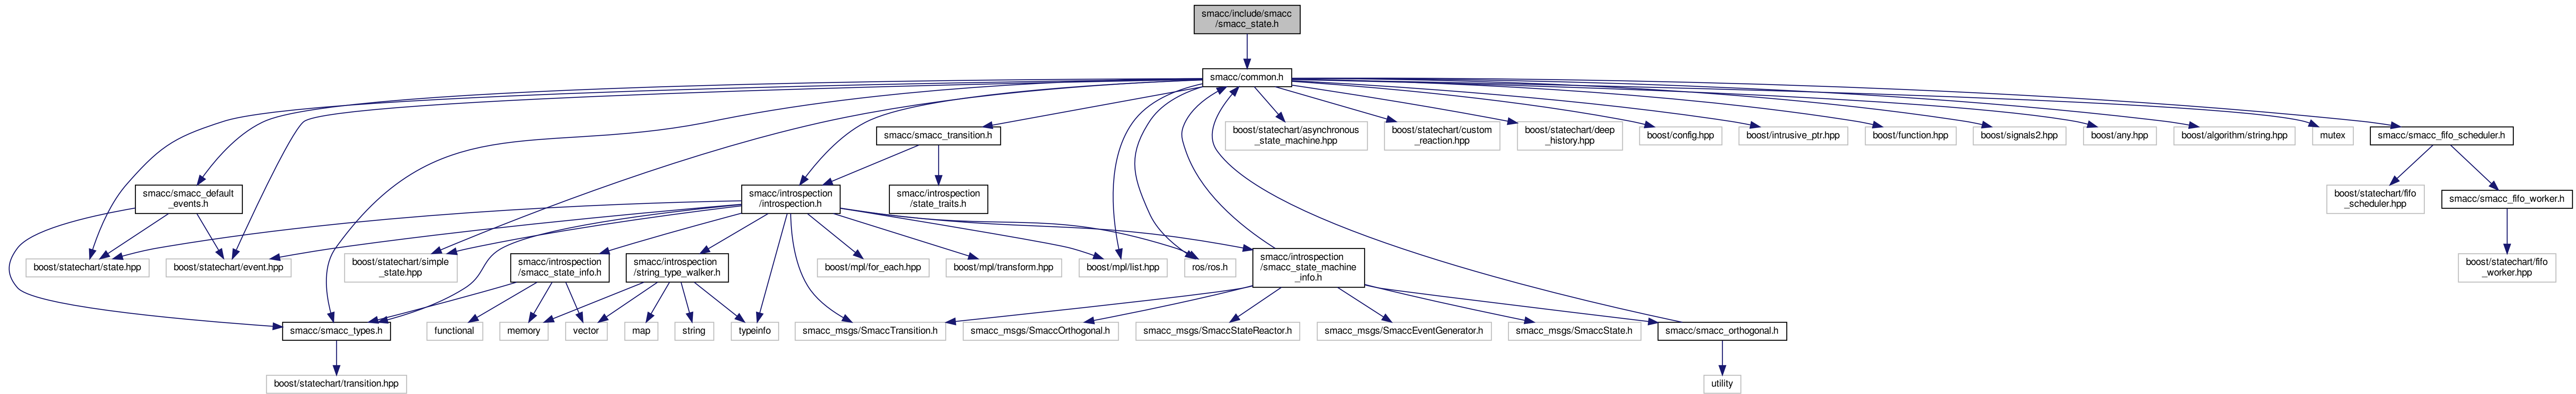 smacc/include/smacc
/smacc_state.h
smacc/common.h
smacc/smacc_transition.h
boost/statechart/asynchronous
_state_machine.hpp
boost/statechart/custom
_reaction.hpp
boost/statechart/deep
_history.hpp
boost/config.hpp
boost/intrusive_ptr.hpp
boost/function.hpp
boost/signals2.hpp
boost/any.hpp
boost/algorithm/string.hpp
mutex
smacc/smacc_fifo_scheduler.h
smacc/smacc_default
_events.h
smacc/introspection
/introspection.h
smacc/introspection
/state_traits.h
boost/statechart/fifo
_scheduler.hpp
smacc/smacc_fifo_worker.h
boost/statechart/state.hpp
boost/statechart/event.hpp
boost/statechart/simple
_state.hpp
smacc/introspection
/smacc_state_info.h
smacc/introspection
/string_type_walker.h
boost/mpl/for_each.hpp
boost/mpl/transform.hpp
boost/mpl/list.hpp
ros/ros.h
smacc/introspection
/smacc_state_machine
_info.h
boost/statechart/fifo
_worker.hpp
smacc/smacc_types.h
functional
memory
vector
map
string
typeinfo
smacc_msgs/SmaccTransition.h
smacc_msgs/SmaccOrthogonal.h
smacc_msgs/SmaccStateReactor.h
smacc_msgs/SmaccEventGenerator.h
smacc_msgs/SmaccState.h
smacc/smacc_orthogonal.h
boost/statechart/transition.hpp
utility